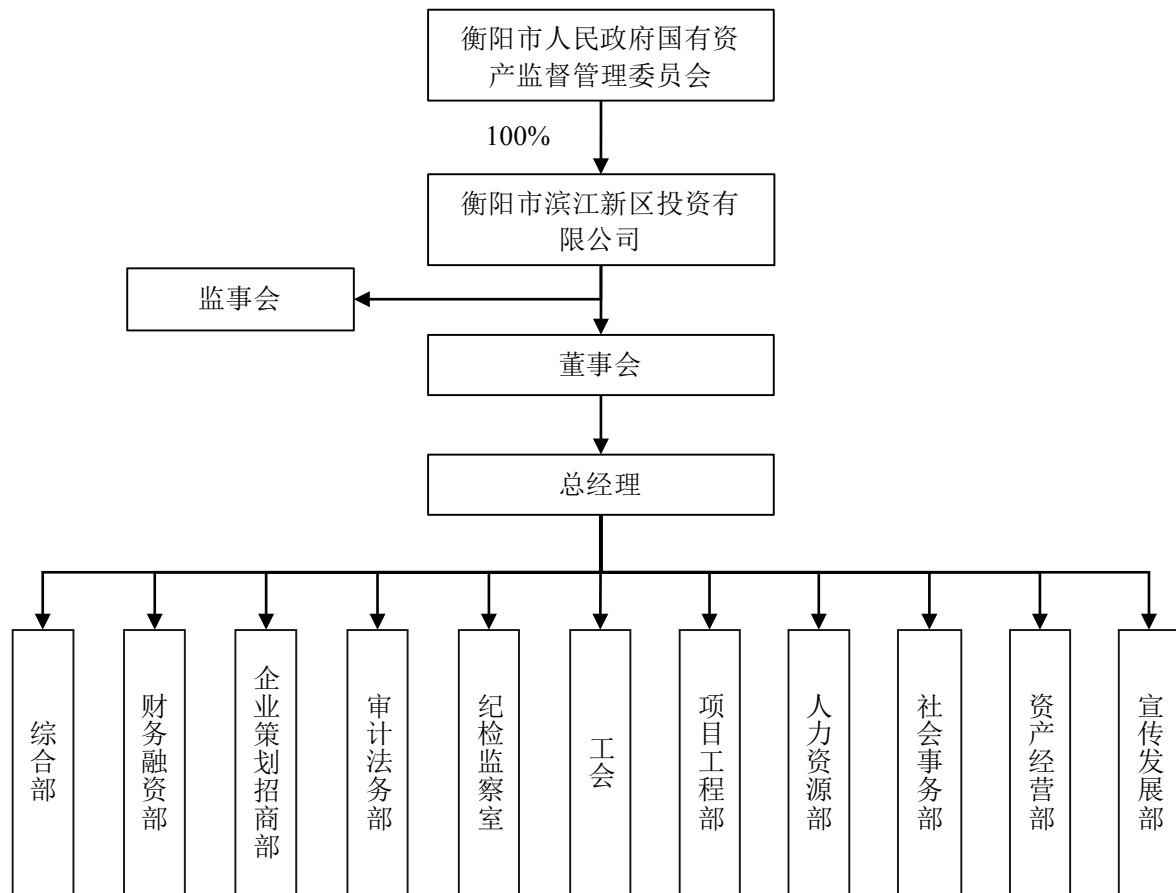 衡阳市人民政府国有资
产监督管理委员会
100%
衡阳市滨江新区投资有
限公司
监事会
董事会
总经理
综合部
财务融资部
企业策划招商部
审计法务部
纪检监察室
工会
项目工程部
人力资源部
社会事务部
资产经营部
宣传发展部